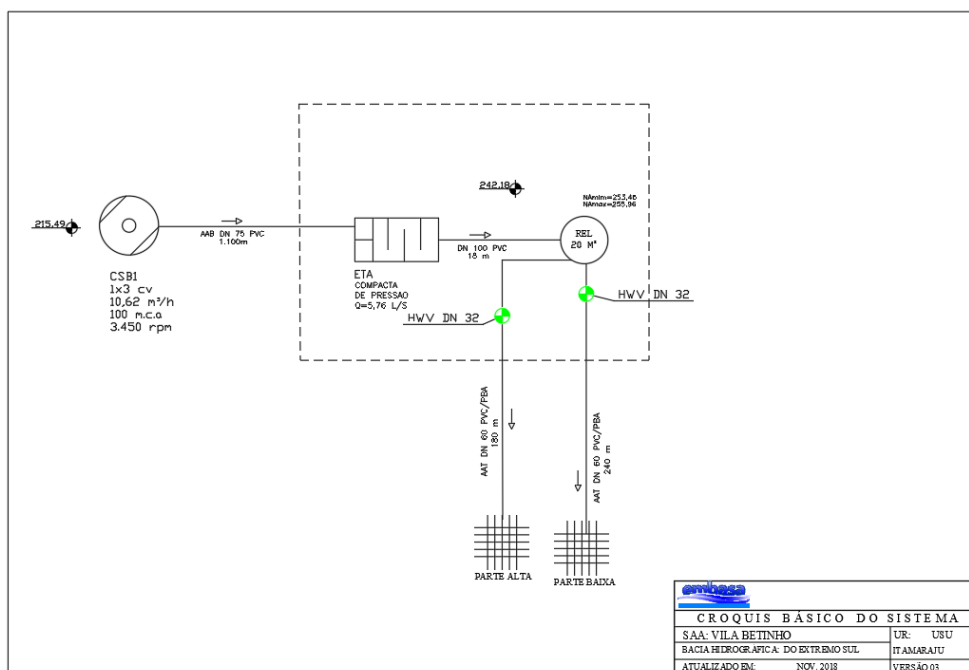 215.49
CSB1
1x3 cv
10,62 m³/h
100 m.c.a
3.450 rpm
AAB DN 75 PVC
1.100m
ETA
COMPACTA
DE PRESSAO
Q=5,76 L/S
242.18
DN 100 PVC
18 m
NAmin=253,46
NAmax=255,96
REL
20 M³
HWV DN 32
HWV DN 32
AAT DN 60 PVC/PBA
180 m
AAT DN 60 PVC/PBA
240 m
PARTE ALTA
PARTE BAIXA
embasa
CROQUIS BÁSICO DO SISTEMA
SAA: VILA BETINHO
UR: USU
BACIA HIDROGRAFICA: DO EXTREMO SUL
ITAMARAJU
ATUALIZADO EM: NOV. 2018
VERSÃO 03